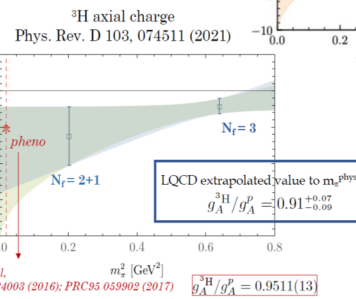 ³H axial charge
Phys. Rev. D 103, 074511 (2021)
−10
0.0 0.2
* pheno
N_f = 3
N_f = 2+1
LQCD extrapolated value to m_π^phys
g_A^³H/g_A^p = 0.91^+0.07_−0.09
0.2 0.4 0.6 0.8
m_π² [GeV²]
4003 (2016); PRC95 059902 (2017)
g_A^³H/g_A^p = 0.9511(13)